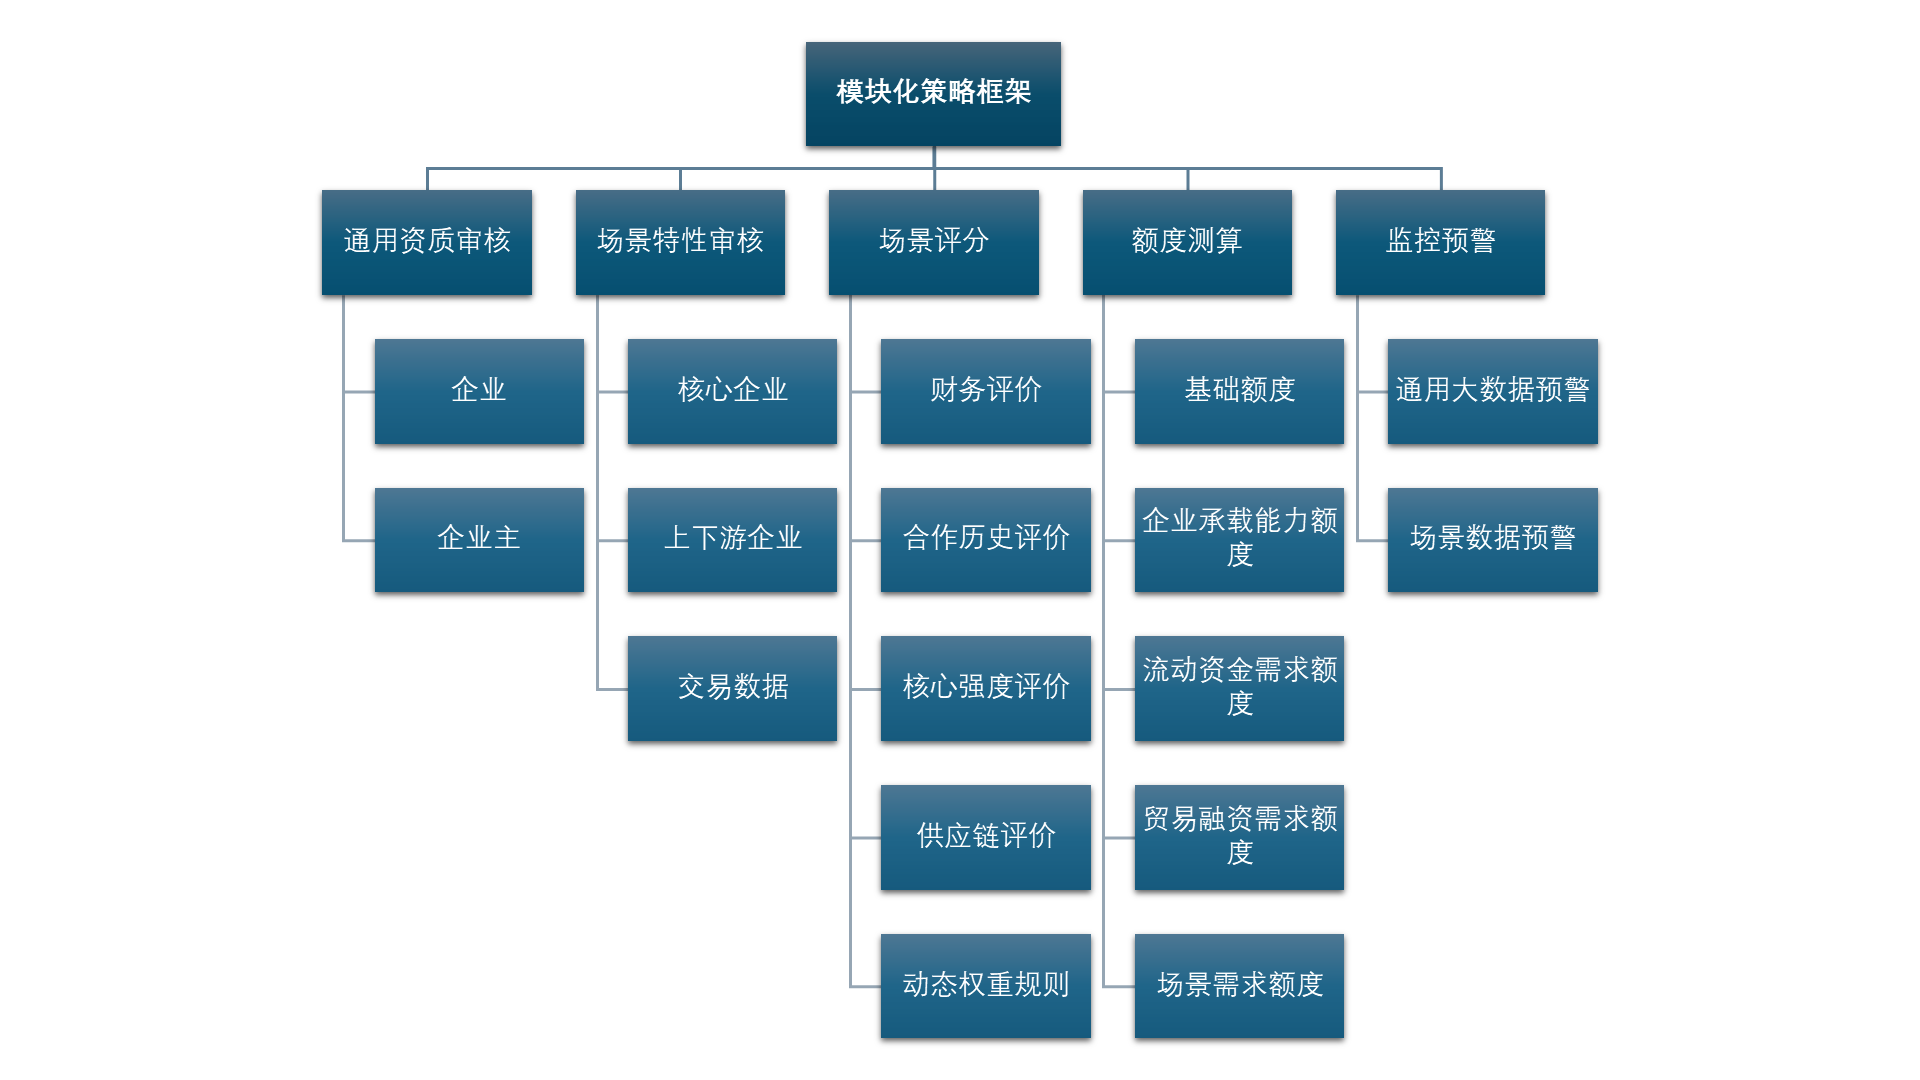 模块化策略框架
通用资质审核
场景特性审核
场景评分
额度测算
监控预警
企业
核心企业
财务评价
基础额度
通用大数据预警
企业主
上下游企业
合作历史评价
企业承载能力额
度
场景数据预警
交易数据
核心强度评价
流动资金需求额
度
供应链评价
贸易融资需求额
度
动态权重规则
场景需求额度